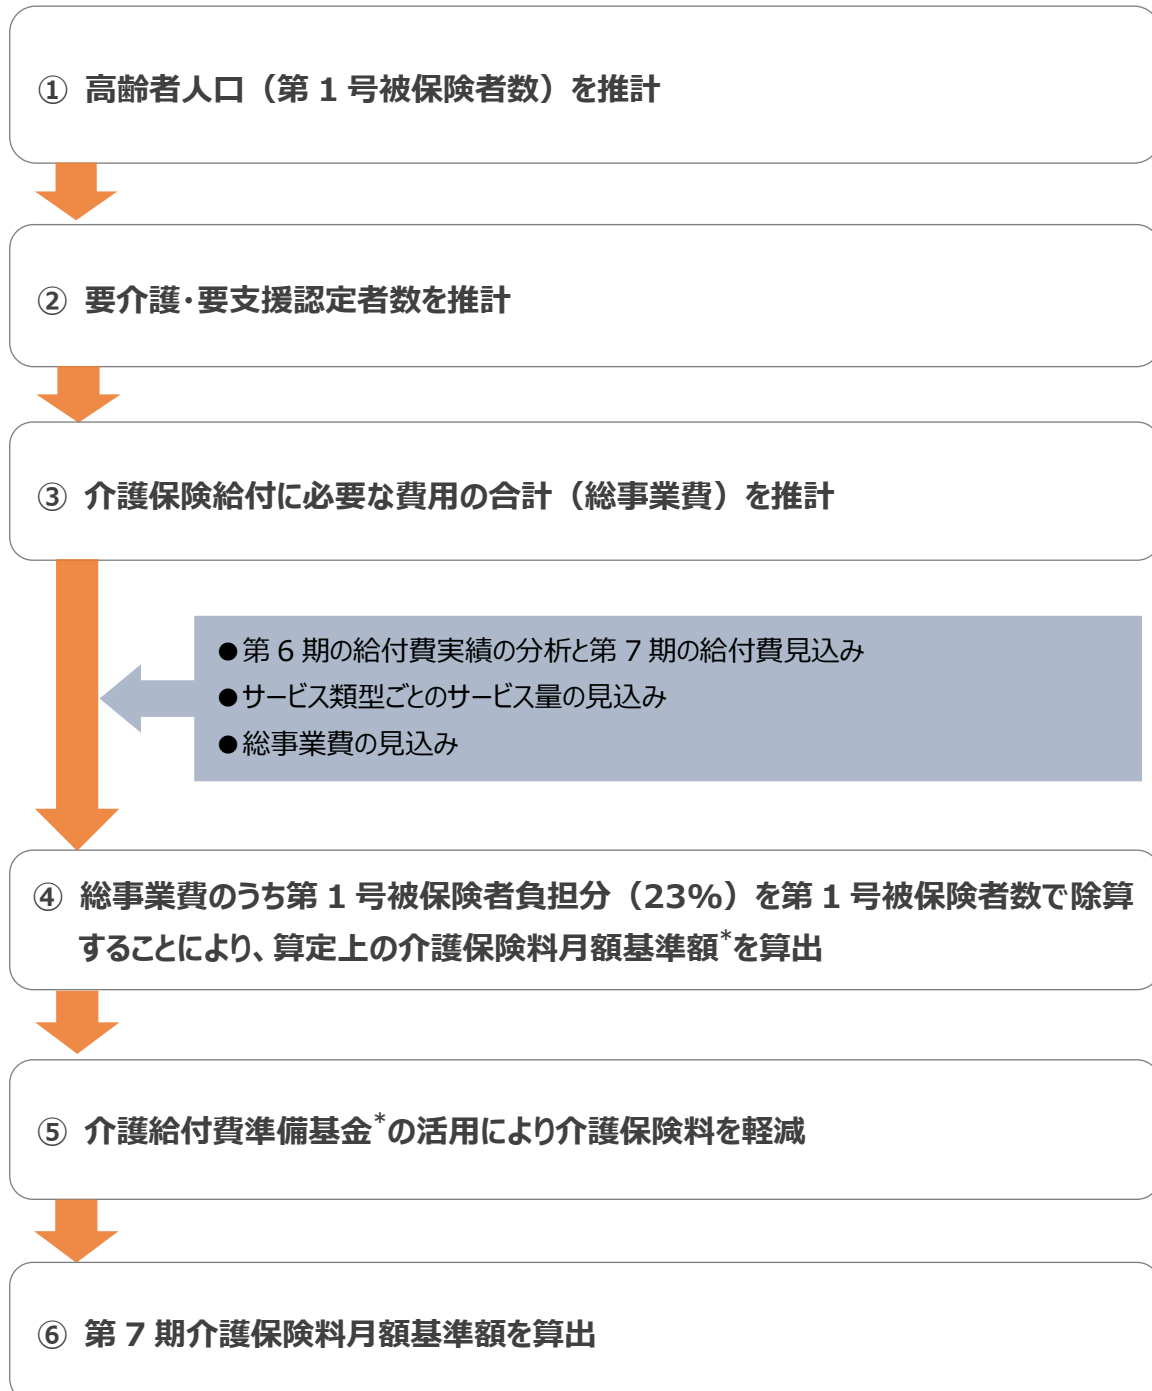 ① 高齢者人口（第 1 号被保険者数）を推計
② 要介護・要支援認定者数を推計
③ 介護保険給付に必要な費用の合計（総事業費）を推計
●第 6 期の給付費実績の分析と第 7 期の給付費見込み
●サービス類型ごとのサービス量の見込み
●総事業費の見込み
④ 総事業費のうち第 1 号被保険者負担分（23%）を第 1 号被保険者数で除算
することにより、算定上の介護保険料月額基準額*を算出
⑤ 介護給付費準備基金*の活用により介護保険料を軽減
⑥ 第 7 期介護保険料月額基準額を算出